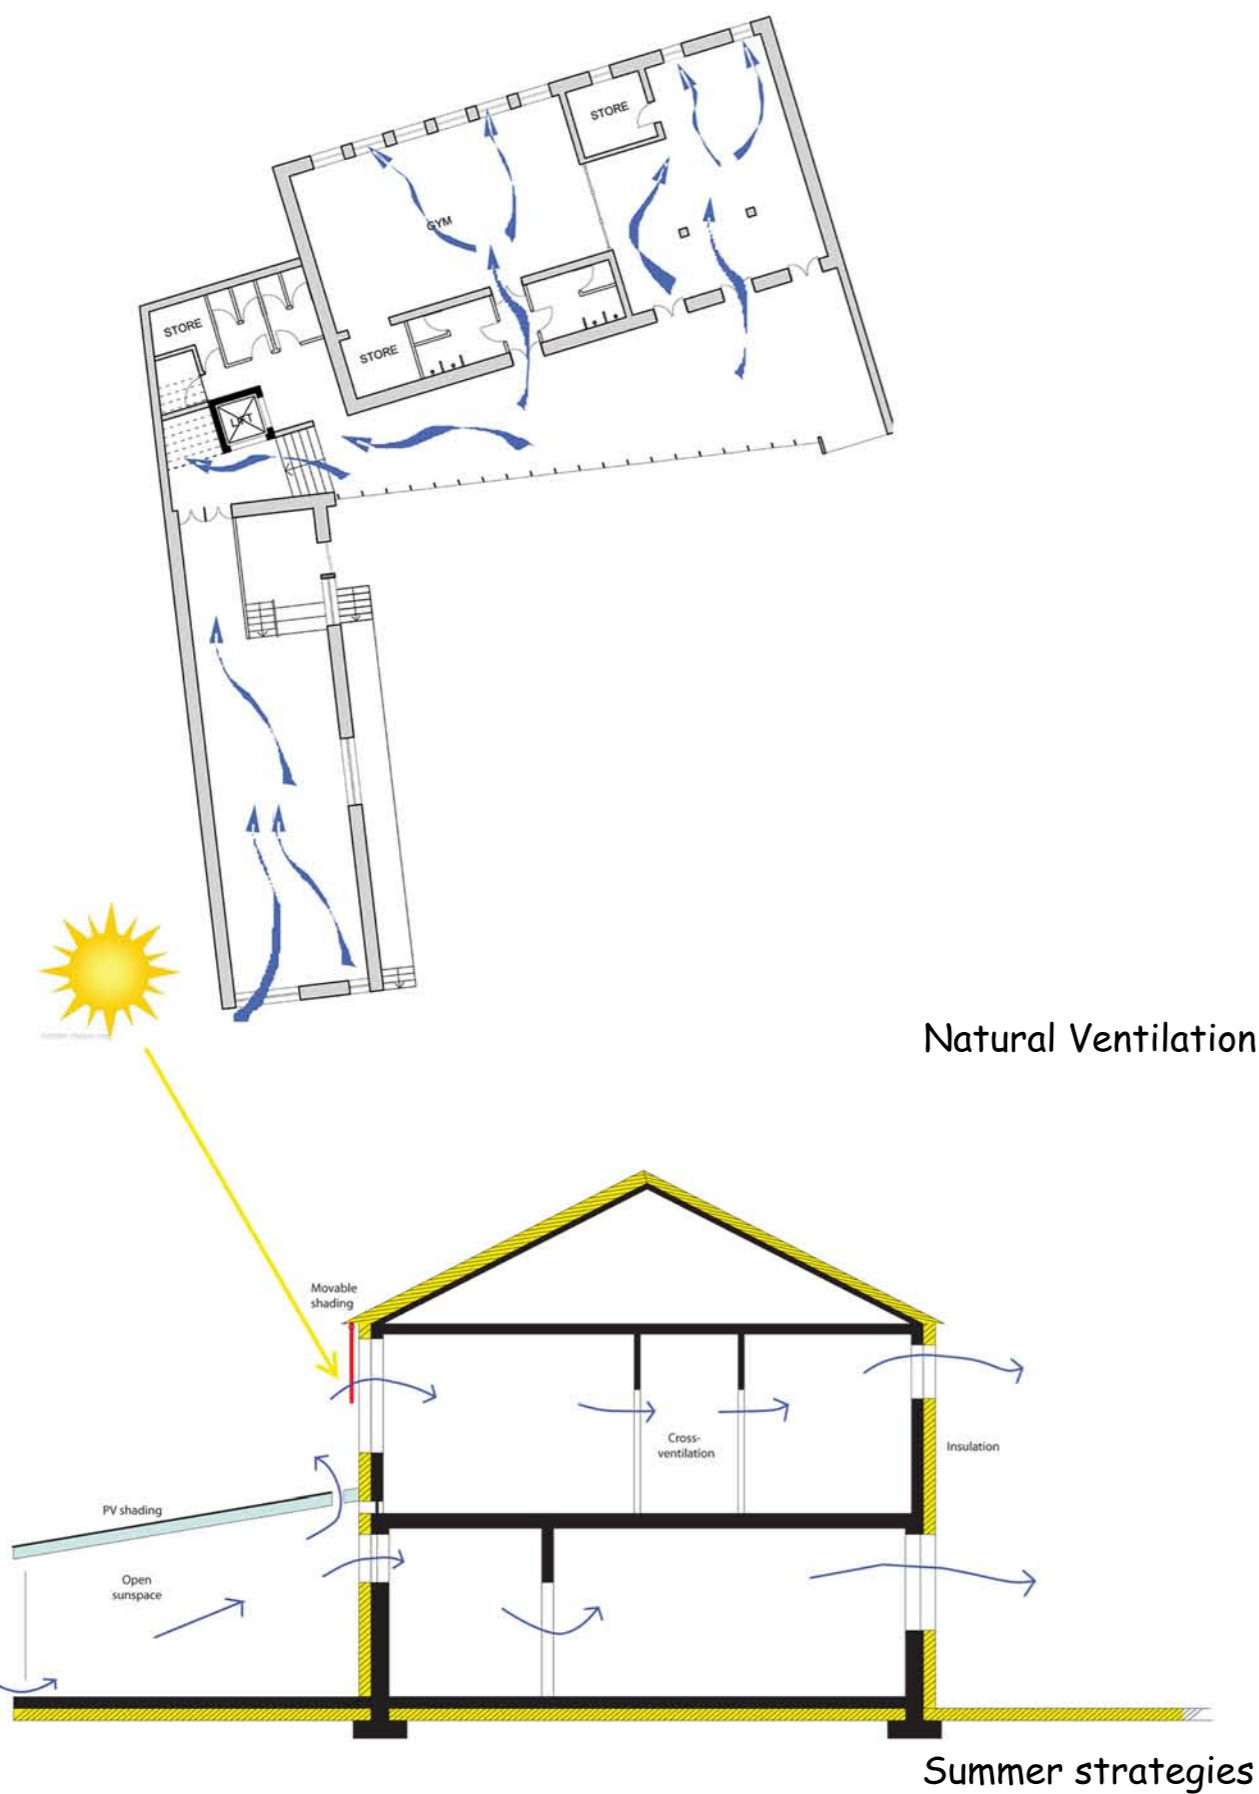 STORE
GYM
STORE
STORE
LIFT
Natural Ventilation
Movable
shading
Cross-
ventilation
Insulation
PV shading
Open
sunspace
Summer strategies